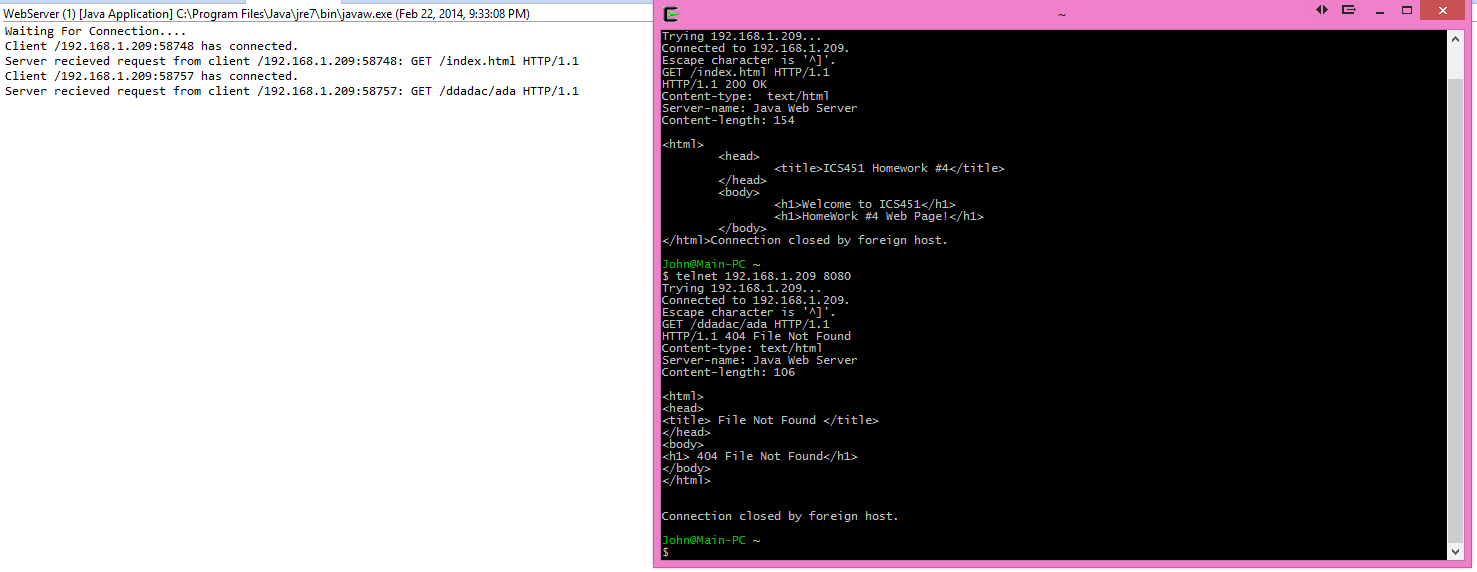 WebServer (1) [Java Application] C:\Program Files\Java\jre7\bin\javaw.exe (Feb 22, 2014, 9:33:08 PM)
Waiting For Connection....
Client /192.168.1.209:58748 has connected.
Server recieved request from client /192.168.1.209:58748: GET /index.html HTTP/1.1
Client /192.168.1.209:58757 has connected.
Server recieved request from client /192.168.1.209:58757: GET /ddadac/ada HTTP/1.1
~
Trying 192.168.1.209...
Connected to 192.168.1.209.
Escape character is '^]'.
GET /index.html HTTP/1.1
HTTP/1.1 200 OK
Content-type:  text/html
Server-name: Java Web Server
Content-length: 154
<html>
<head>
<title>ICS451 Homework #4</title>
</head>
<body>
<h1>Welcome to ICS451</h1>
<h1>HomeWork #4 Web Page!</h1>
</body>
</html>Connection closed by foreign host.
John@Main-PC ~
$ telnet 192.168.1.209 8080
Trying 192.168.1.209...
Connected to 192.168.1.209.
Escape character is '^]'.
GET /ddadac/ada HTTP/1.1
HTTP/1.1 404 File Not Found
Content-type: text/html
Server-name: Java Web Server
Content-length: 106
<html>
<head>
<title> File Not Found </title>
</head>
<body>
<h1> 404 File Not Found</h1>
</body>
</html>
Connection closed by foreign host.
John@Main-PC ~
$